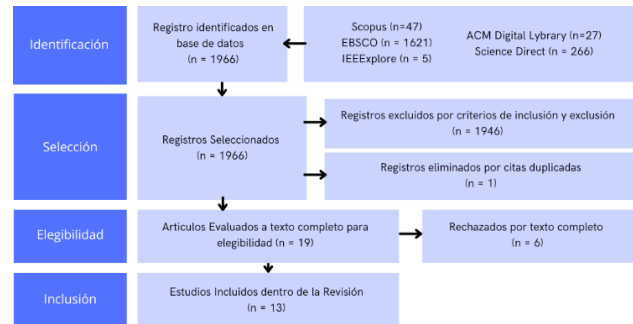 Identificación
Registro identificados en
base de datos
(n = 1966)
Scopus (n=47)
EBSCO (n = 1621)
IEEExplore (n = 5)
ACM Digital Lybrary (n=27)
Science Direct (n = 266)
Selección
Registros Seleccionados
(n = 1966)
Registros excluidos por criterios de inclusión y exclusión
(n = 1946)
Registros eliminados por citas duplicadas
(n = 1)
Elegibilidad
Articulos Evaluados a texto completo para
elegibilidad (n = 19)
Rechazados por texto completo
(n = 6)
Inclusión
Estudios Incluidos dentro de la Revisión
(n = 13)